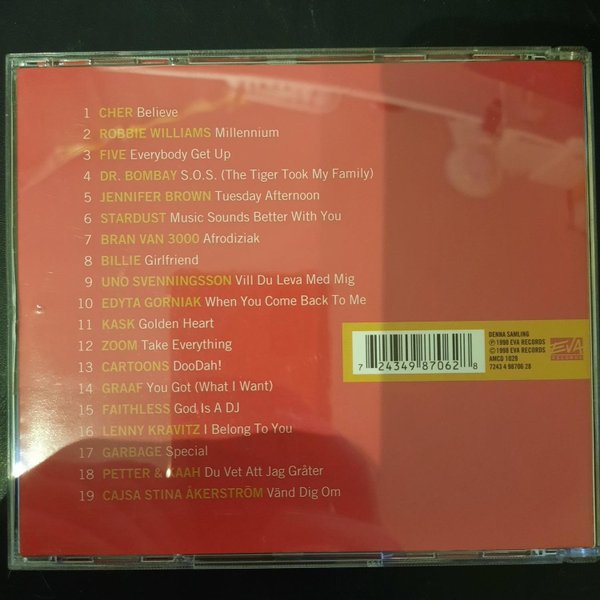 1 CHER Believe
2 ROBBIE WILLIAMS Millennium
3 FIVE Everybody Get Up
4 DR. BOMBAY S.O.S. (The Tiger Took My Family)
5 JENNIFER BROWN Tuesday Afternoon
6 STARDUST Music Sounds Better With You
7 BRAN VAN 3000 Afrodiziak
8 BILLIE Girlfriend
9 UNO SVENNINGSSON Vill Du Leva Med Mig
10 EDYTA GORNIAK When You Come Back To Me
11 KASK Golden Heart
12 ZOOM Take Everything
13 CARTOONS DooDah!
14 GRAAF You Got (What I Want)
15 FAITHLESS God Is A DJ
16 LENNY KRAVITZ I Belong To You
17 GARBAGE Special
18 PETTER & KAAH Du Vet Att Jag Gråter
19 CAJSA STINA ÅKERSTRÖM Vänd Dig Om
7 24349 87062 8
DENNA SAMLING
℗ 1998 EVA RECORDS
© 1998 EVA RECORDS
AMCD 1028
7243 4 98706 28
EVA
RECORDS